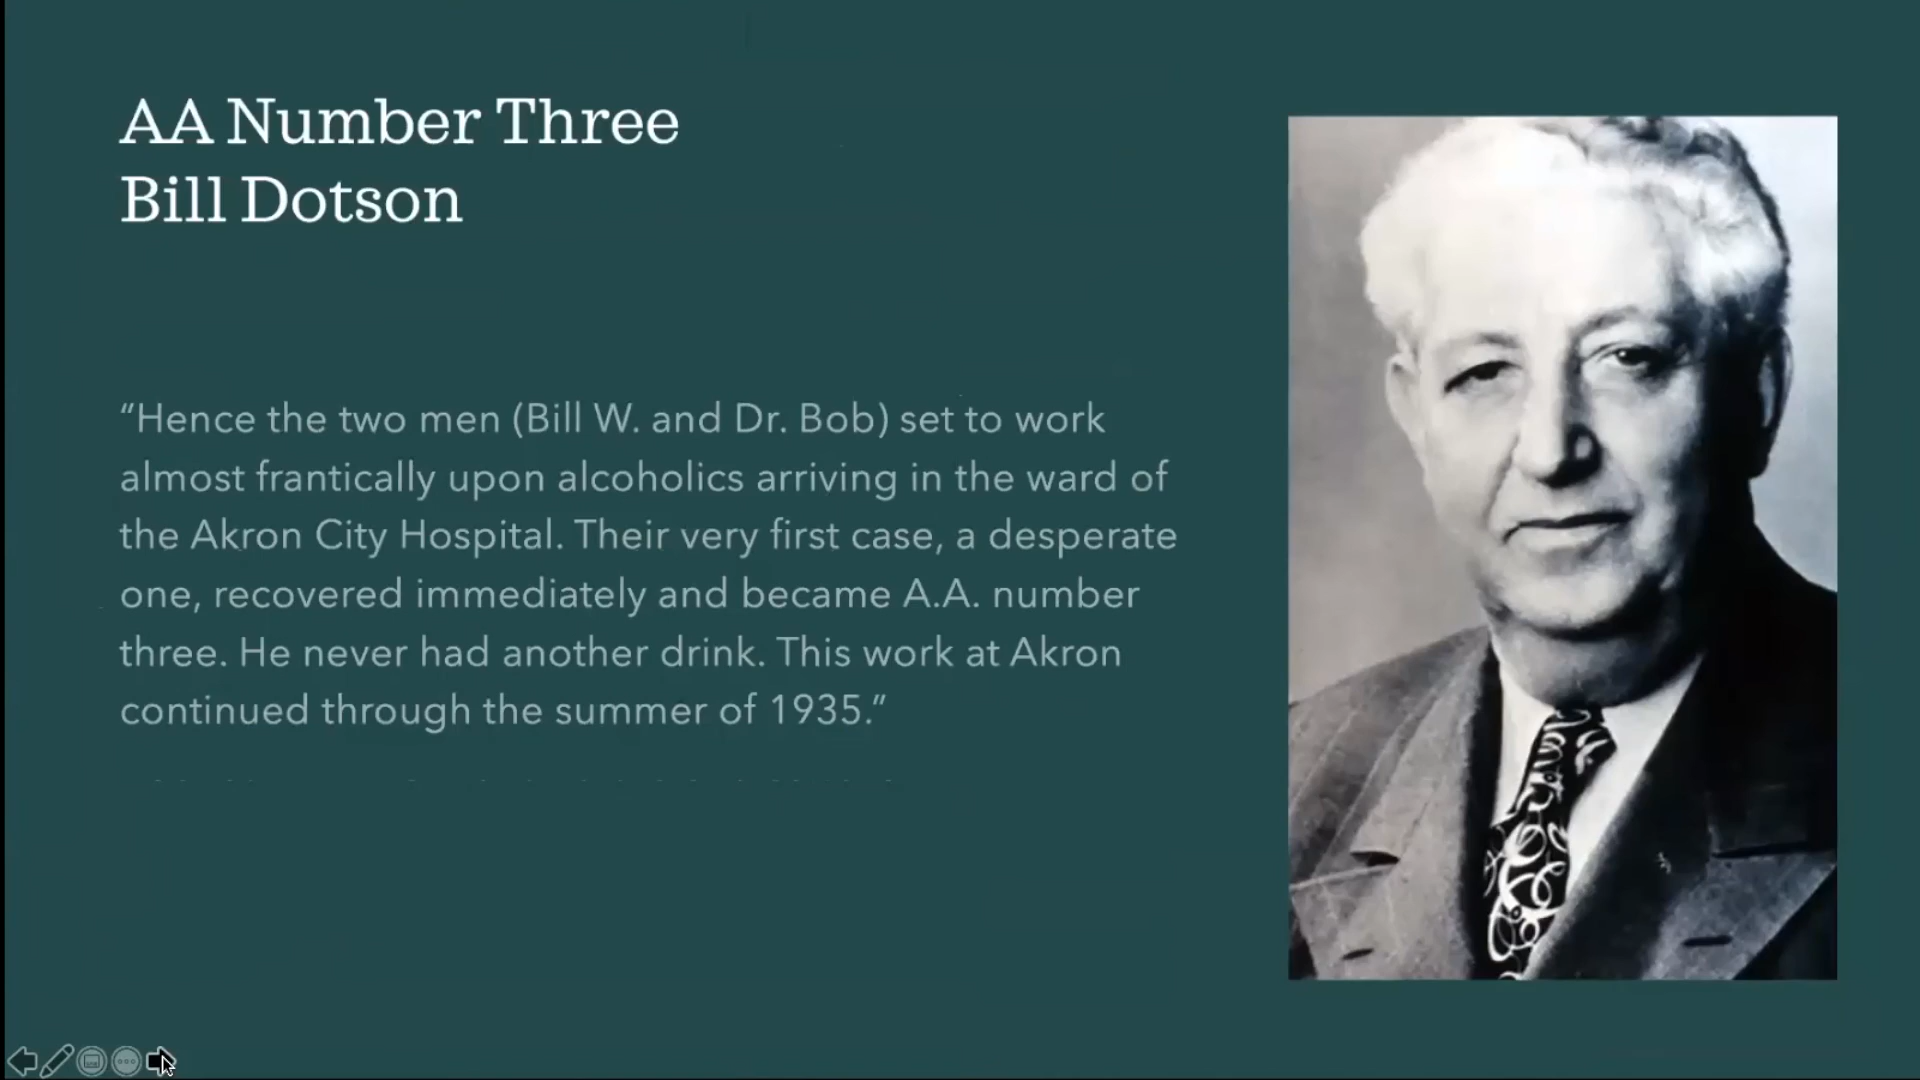 AA Number Three
Bill Dotson
“Hence the two men (Bill W. and Dr. Bob) set to work
almost frantically upon alcoholics arriving in the ward of
the Akron City Hospital. Their very first case, a desperate
one, recovered immediately and became A.A. number
three. He never had another drink. This work at Akron
continued through the summer of 1935.”